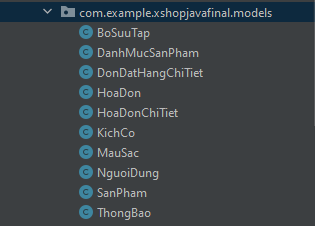 com.example.xshopjavafinal.models
BoSuuTap
DanhMucSanPham
DonDatHangChiTiet
HoaDon
HoaDonChiTiet
KichCo
MauSac
NguoiDung
SanPham
ThongBao